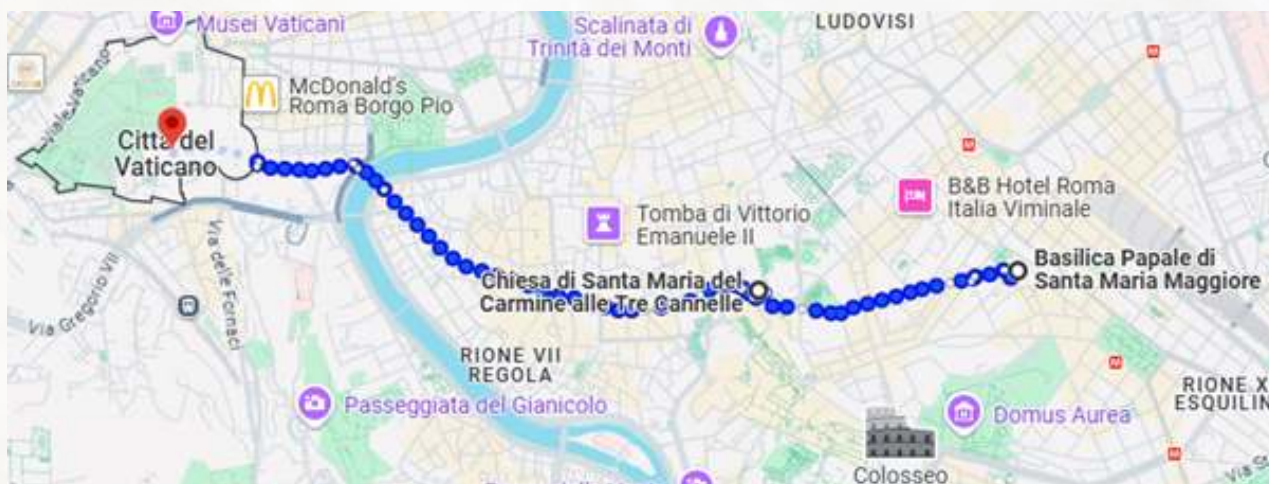 Musei Vaticani
Scalinata di
Trinità dei Monti
LUDOVISI
McDonald's
Roma Borgo Pio
Viale Vaticano
Città del
Vaticano
B&B Hotel Roma
Italia Viminale
Tomba di Vittorio
Emanuele II
Chiesa di Santa Maria del
Carmine alle Tre Cannelle
Basilica Papale di
Santa Maria Maggiore
Via Gregorio VII
Via delle Fornaci
RIONE VII
REGOLA
RIONE X
ESQUILIN
Passeggiata del Gianicolo
Domus Aurea
Colosseo
M
M
M
M